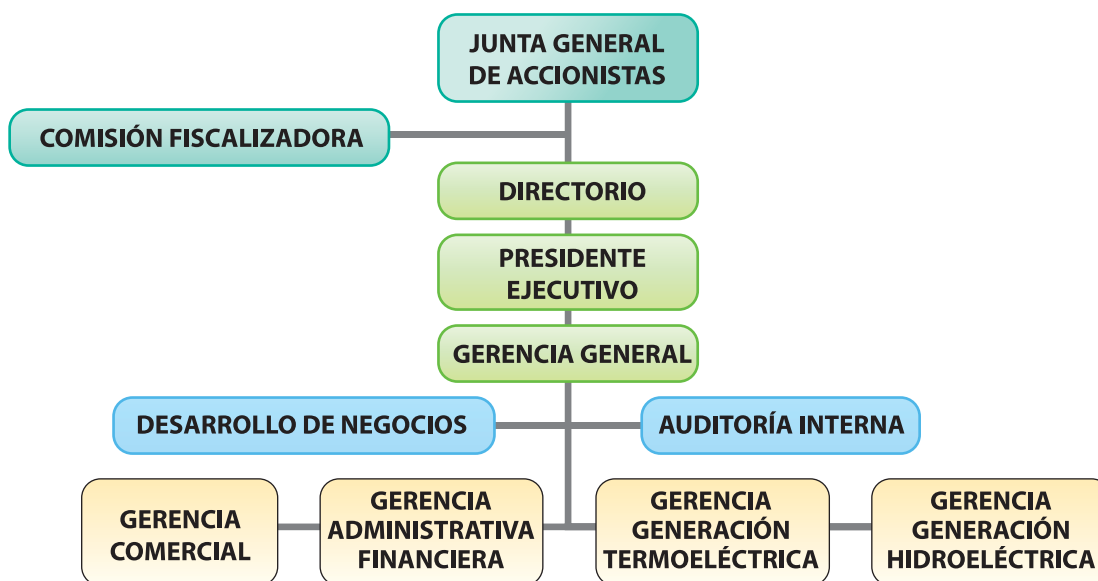 JUNTA GENERAL
DE ACCIONISTAS
COMISIÓN FISCALIZADORA
DIRECTORIO
PRESIDENTE
EJECUTIVO
GERENCIA GENERAL
DESARROLLO DE NEGOCIOS
AUDITORÍA INTERNA
GERENCIA
COMERCIAL
GERENCIA
ADMINISTRATIVA
FINANCIERA
GERENCIA
GENERACIÓN
TERMOELÉCTRICA
GERENCIA
GENERACIÓN
HIDROELÉCTRICA